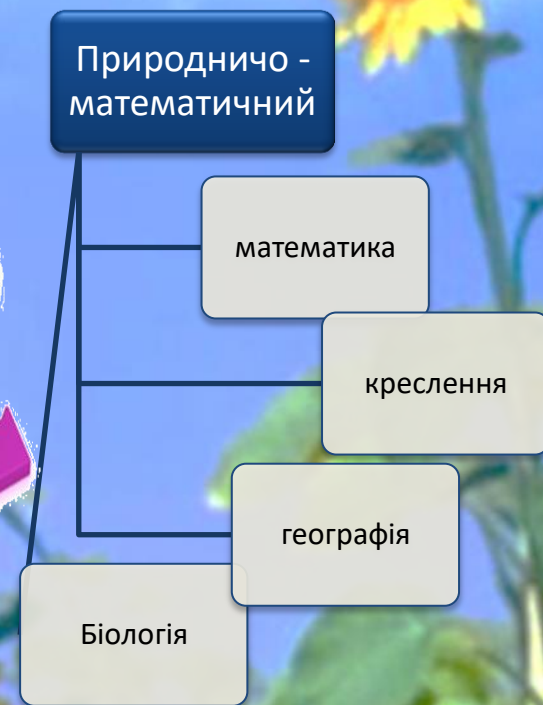 Природничо -
математичний
математика
креслення
географія
Біологія